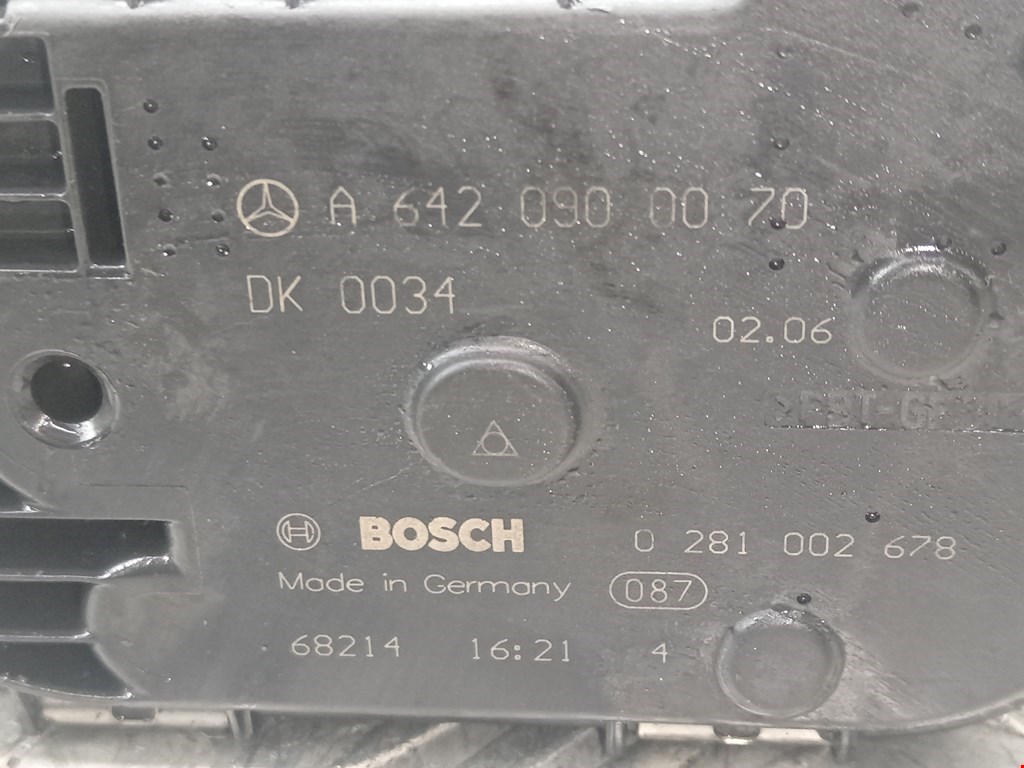 A 642 090 00 70
DK 0034
02.06
BOSCH
0 281 002 678
Made in Germany
087
68214 16:21 4